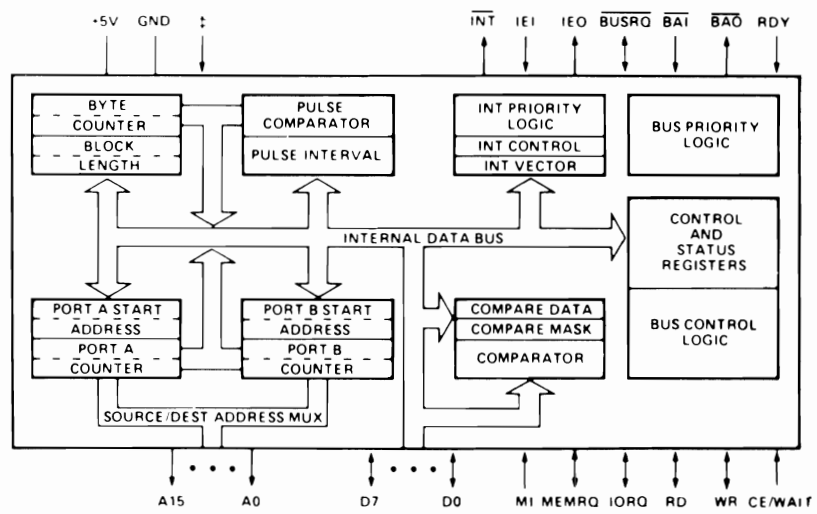 +5V GND ‡ INT IEI IEO BUSRQ BAI BAO RDY
BYTE
COUNTER
BLOCK
LENGTH
PULSE
COMPARATOR
PULSE INTERVAL
INT PRIORITY
LOGIC
INT CONTROL
INT VECTOR
BUS PRIORITY
LOGIC
INTERNAL DATA BUS
CONTROL
AND
STATUS
REGISTERS
BUS CONTROL
LOGIC
PORT A START
ADDRESS
PORT A
COUNTER
PORT B START
ADDRESS
PORT B
COUNTER
COMPARE DATA
COMPARE MASK
COMPARATOR
SOURCE/DEST ADDRESS MUX
A15 A0 D7 D0 M1 MEMRQ IORQ RD WR CE/WAIT